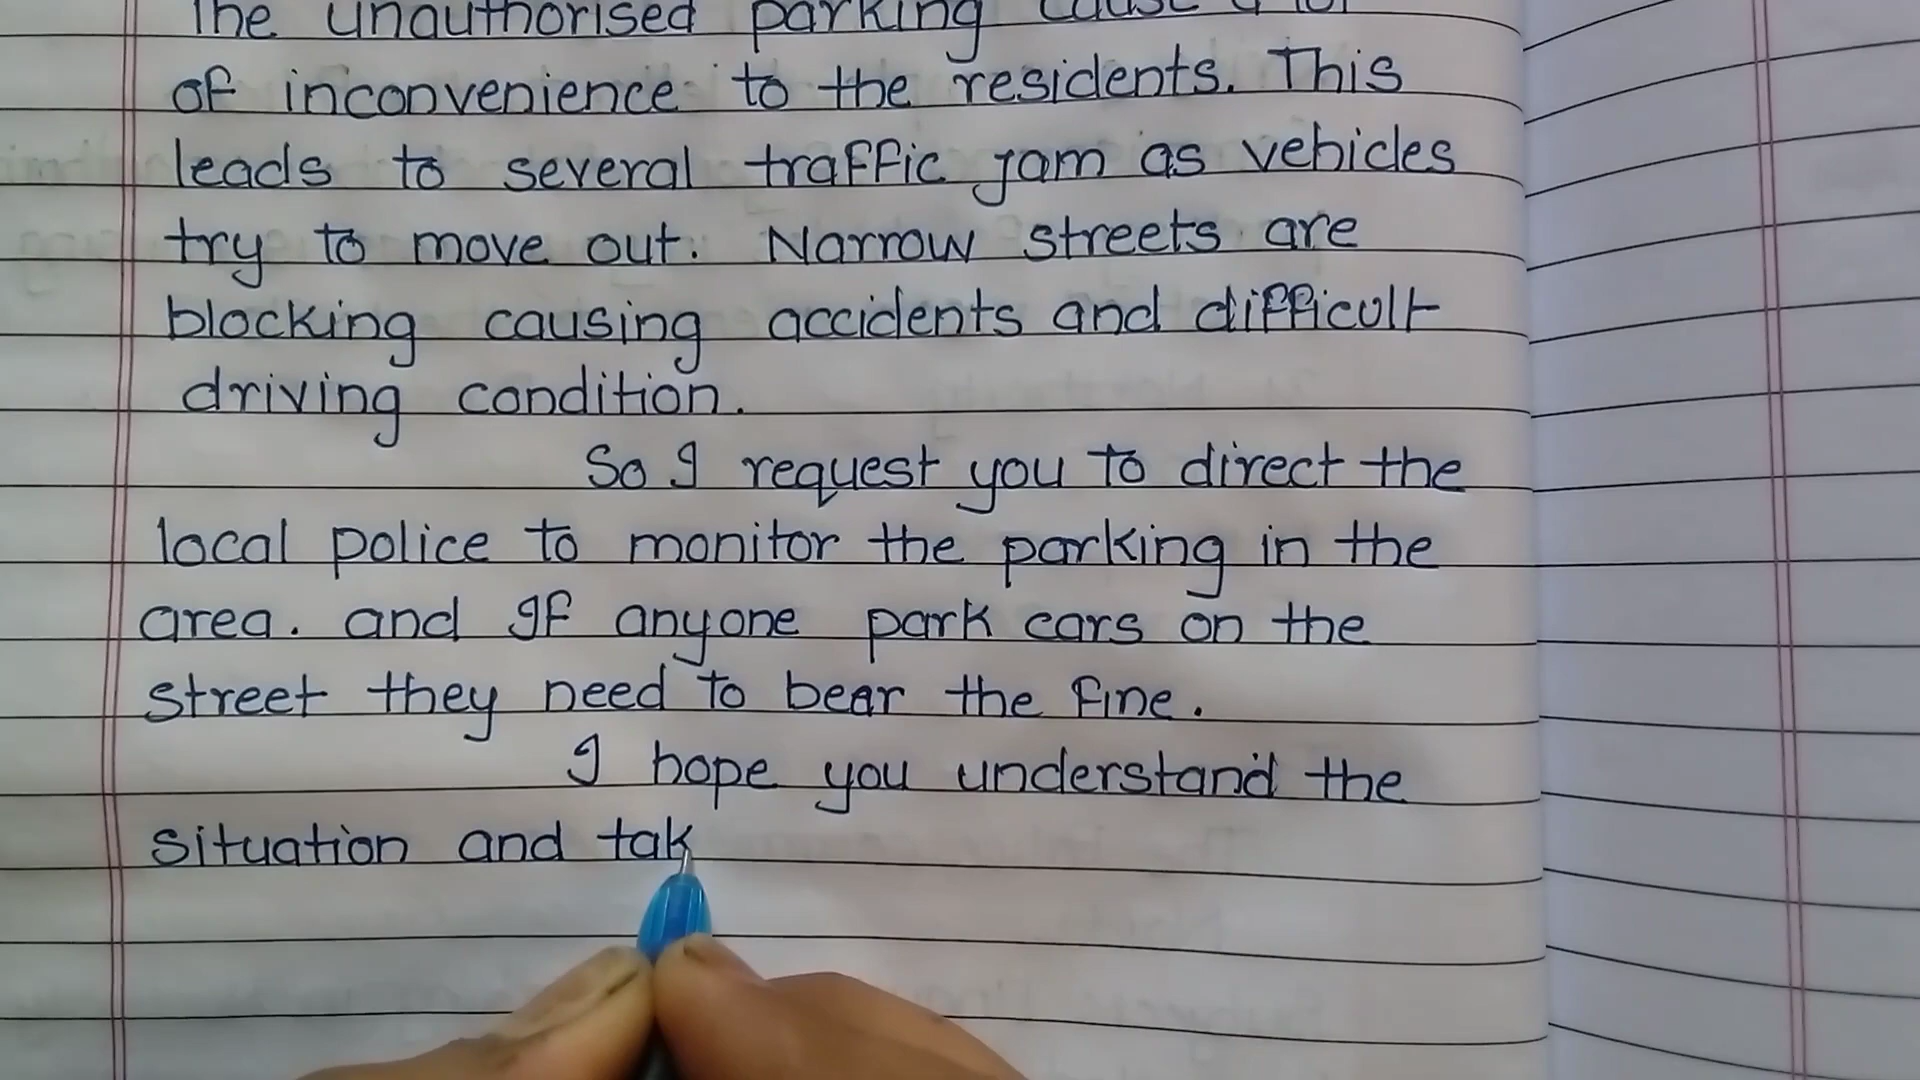 The unauthorised parking cause a lot
of inconvenience to the residents. This
leads to several traffic jam as vehicles
try to move out. Narrow streets are
blocking causing accidents and difficult
driving condition.
So I request you to direct the
local police to monitor the parking in the
area. and If anyone park cars on the
street they need to bear the fine.
I hope you understand the
situation and tak